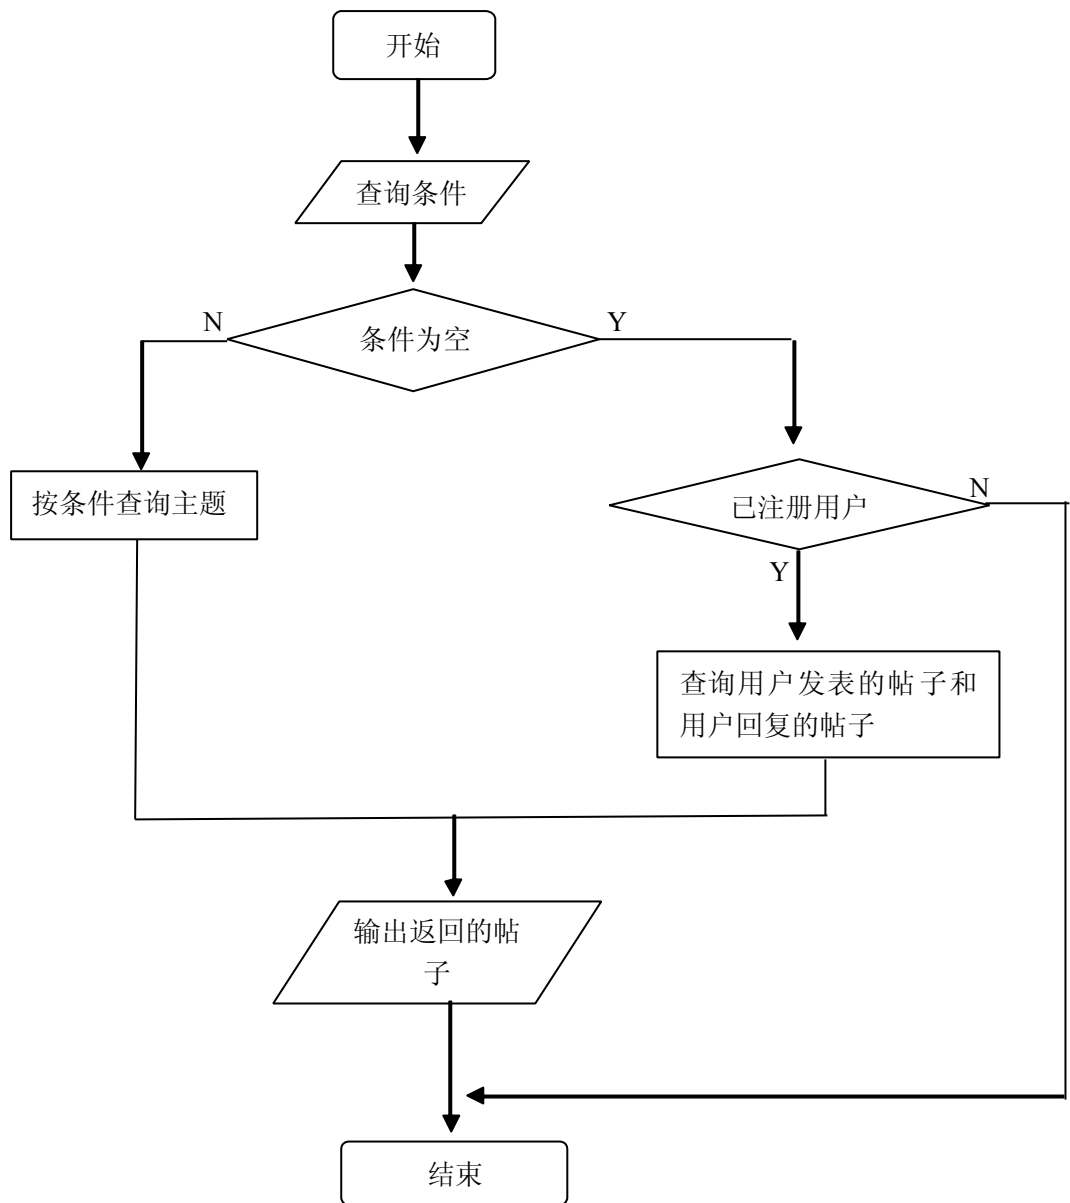 开始
查询条件
条件为空
N
Y
按条件查询主题
已注册用户
N
Y
查询用户发表的帖子和
用户回复的帖子
输出返回的帖
子
结束